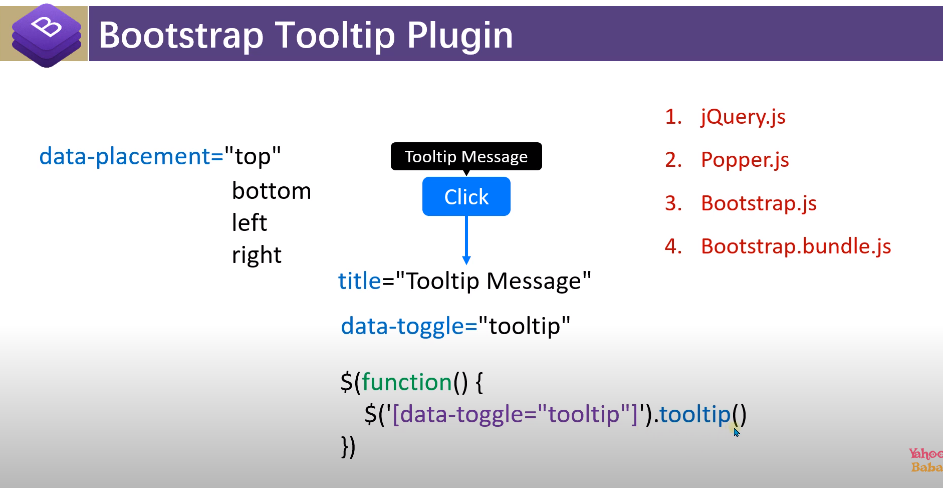 Bootstrap Tooltip Plugin
data-placement="top"
bottom
left
right
Tooltip Message
Click
title="Tooltip Message"
data-toggle="tooltip"
$(function() {
$('[data-toggle="tooltip"]').tooltip()
})
1. jQuery.js
2. Popper.js
3. Bootstrap.js
4. Bootstrap.bundle.js
Yahoo
Baba